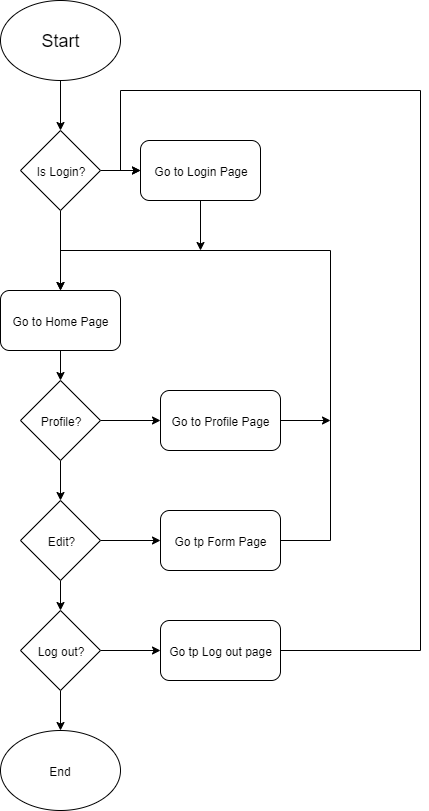 Start
Is Login?
Go to Login Page
Go to Home Page
Profile?
Go to Profile Page
Edit?
Go tp Form Page
Log out?
Go tp Log out page
End